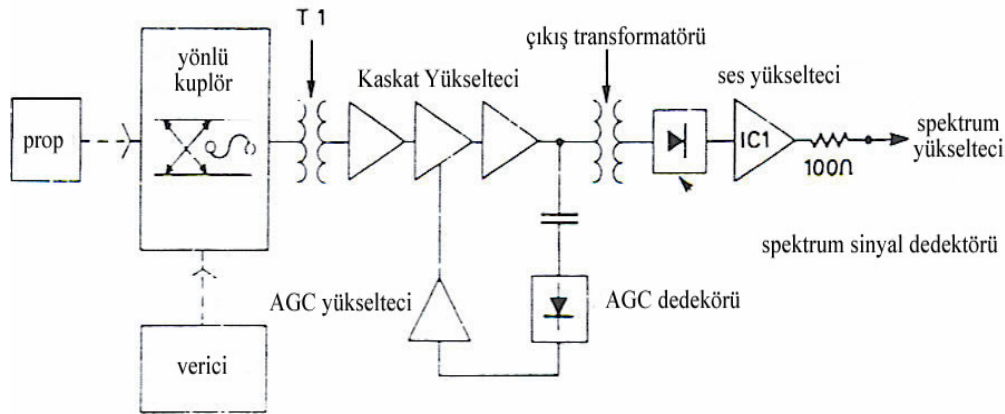 T 1
yönlü
kuplör
çıkış transformatörü
Kaskat Yükselteci
ses yükselteci
prop
IC1
spektrum
yükselteci
100Ω
spektrum sinyal dedektörü
AGC yükselteci
AGC dedekörü
verici